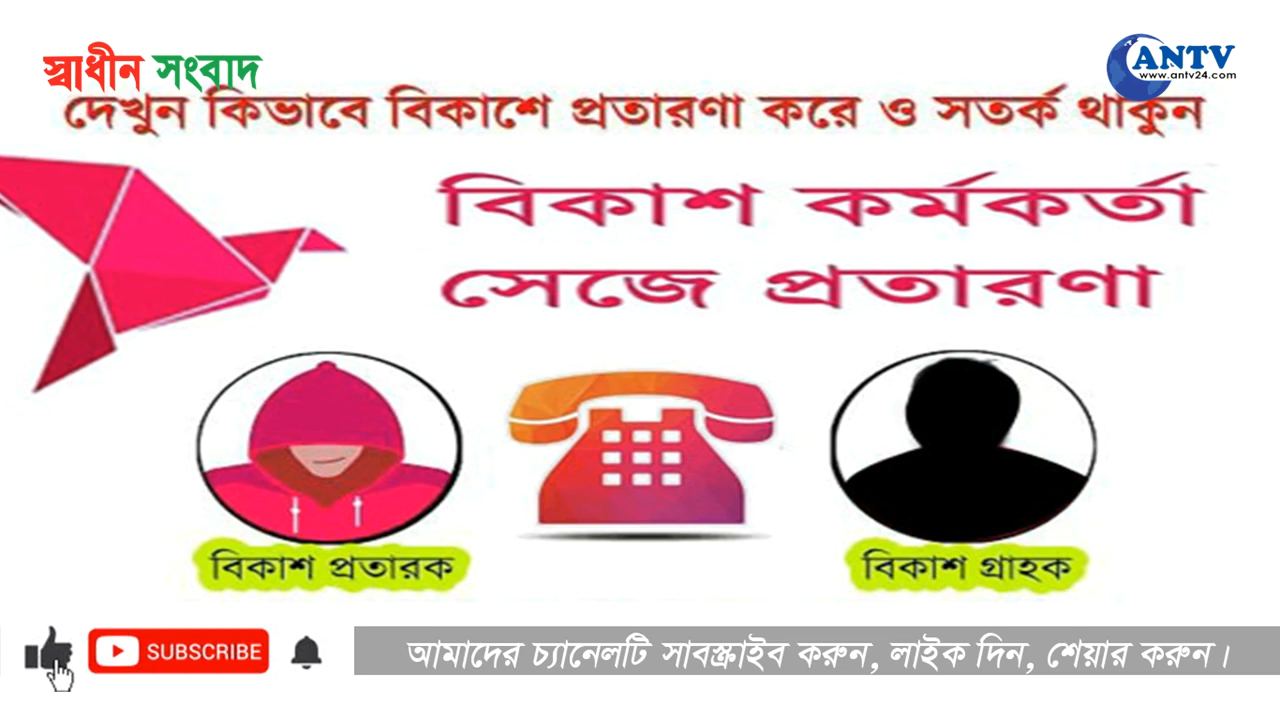 স্বাধীন সংবাদ
ANTV
www.antv24.com
দেখুন কিভাবে বিকাশে প্রতারণা করে ও সতর্ক থাকুন
বিকাশ কর্মকর্তা
সেজে প্রতারণা
বিকাশ প্রতারক
বিকাশ গ্রাহক
SUBSCRIBE
আমাদের চ্যানেলটি সাবস্ক্রাইব করুন, লাইক দিন, শেয়ার করুন।